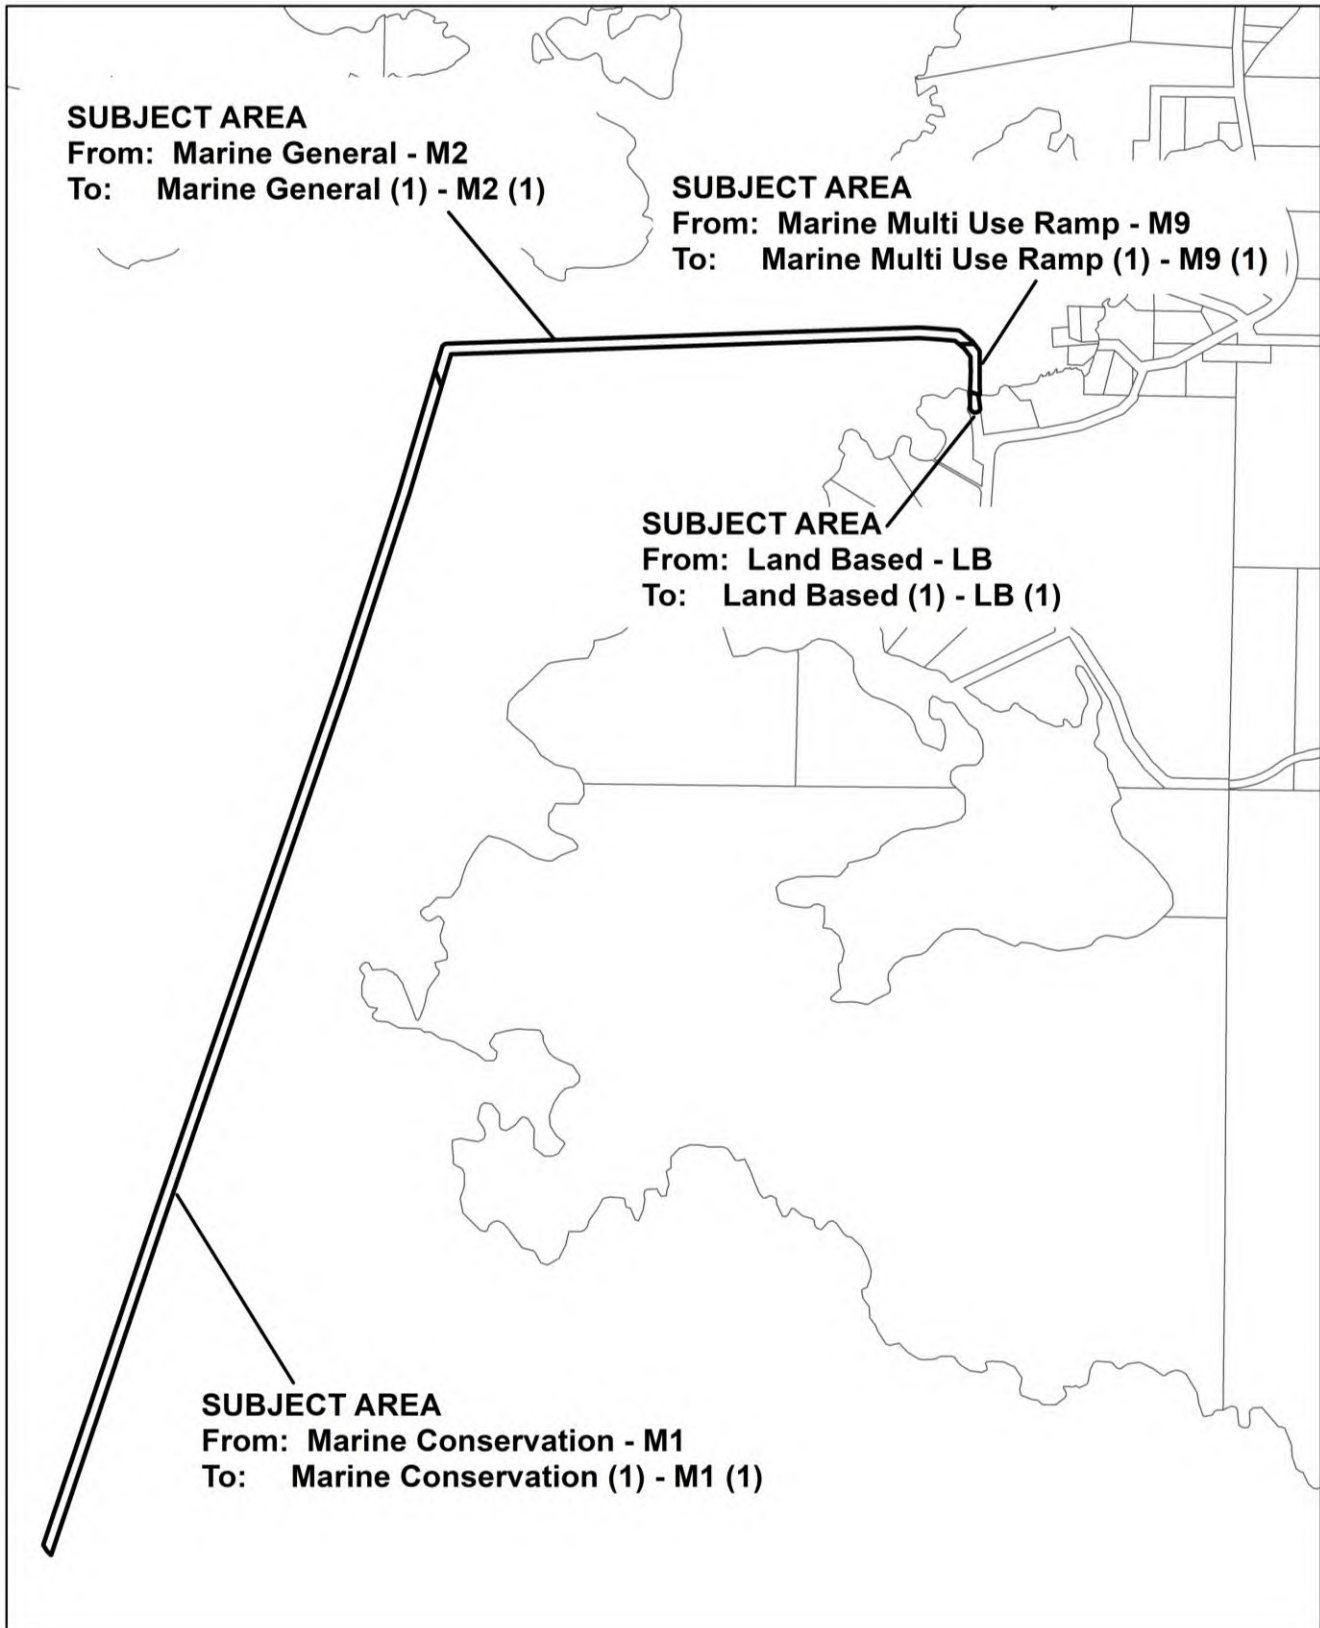 SUBJECT AREA
From: Marine General - M2
To: Marine General (1) - M2 (1)
SUBJECT AREA
From: Marine Multi Use Ramp - M9
To: Marine Multi Use Ramp (1) - M9 (1)
SUBJECT AREA
From: Land Based - LB
To: Land Based (1) - LB (1)
SUBJECT AREA
From: Marine Conservation - M1
To: Marine Conservation (1) - M1 (1)